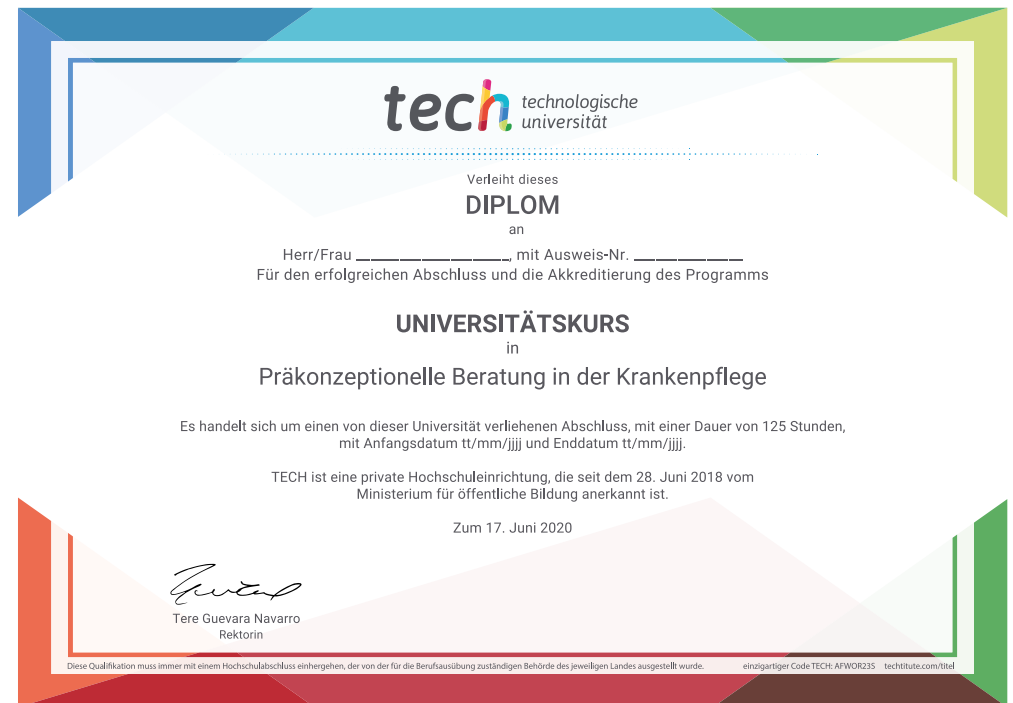 tech technologische
universität
Verleiht dieses
DIPLOM
an
Herr/Frau ____________________, mit Ausweis-Nr. ______________
Für den erfolgreichen Abschluss und die Akkreditierung des Programms
UNIVERSITÄTSKURS
in
Präkonzeptionelle Beratung in der Krankenpflege
Es handelt sich um einen von dieser Universität verliehenen Abschluss, mit einer Dauer von 125 Stunden,
mit Anfangsdatum tt/mm/jjjj und Enddatum tt/mm/jjjj.
TECH ist eine private Hochschuleinrichtung, die seit dem 28. Juni 2018 vom
Ministerium für öffentliche Bildung anerkannt ist.
Zum 17. Juni 2020
Tere Guevara Navarro
Rektorin
Diese Qualifikation muss immer mit einem Hochschulabschluss einhergehen, der von der für die Berufsausübung zuständigen Behörde des jeweiligen Landes ausgestellt wurde. einzigartiger Code TECH: AFWOR23S techtitute.com/titel